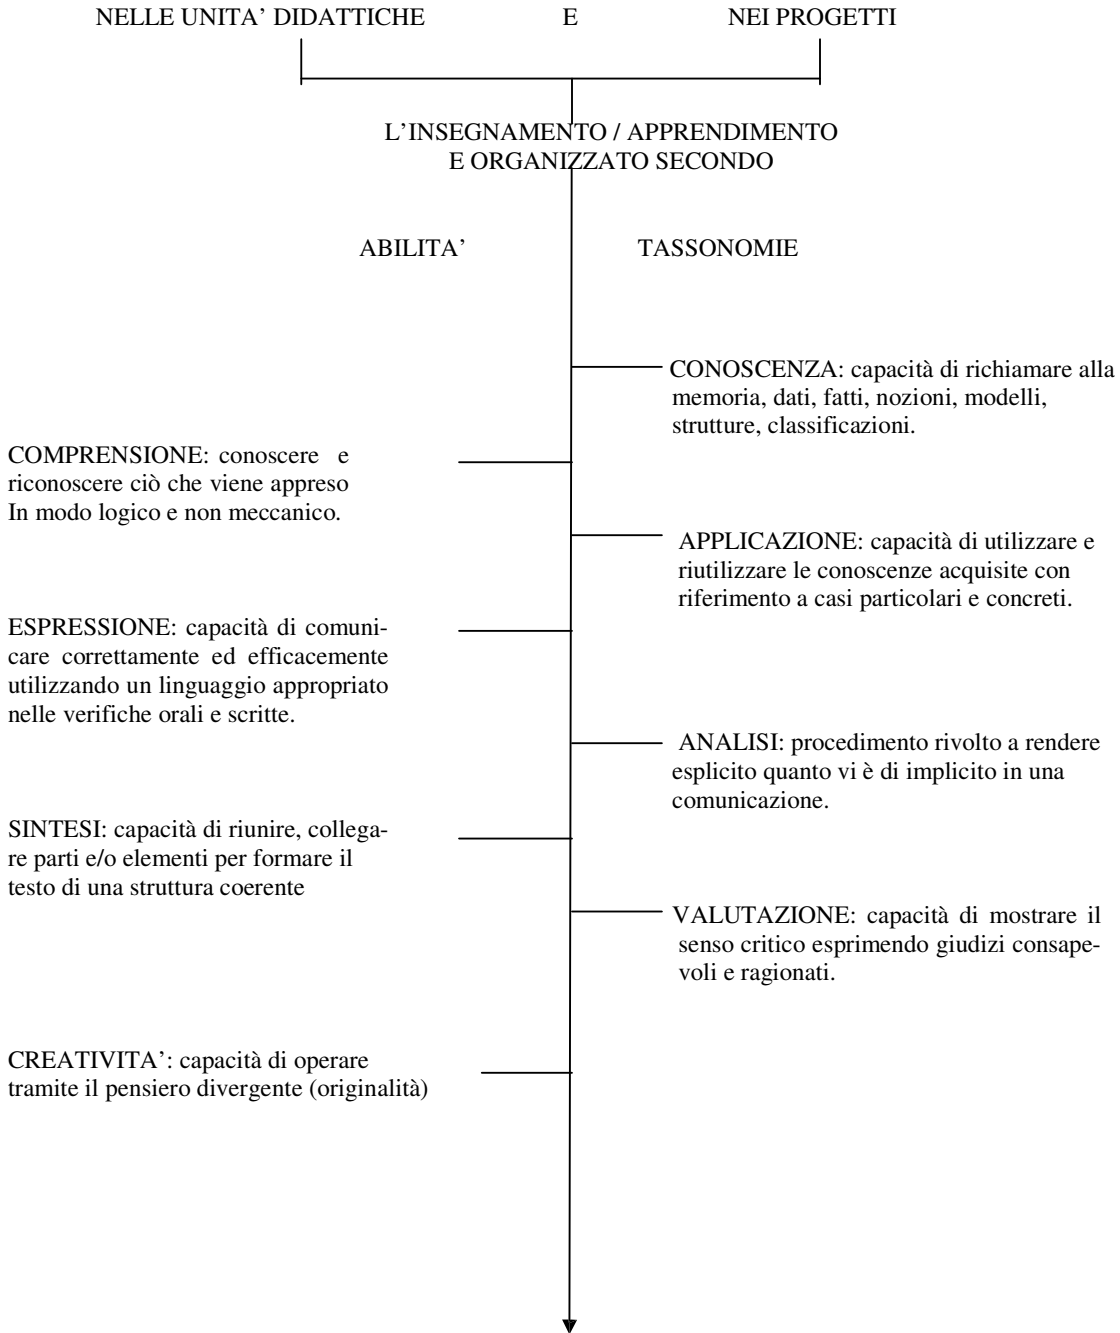 NELLE UNITA’ DIDATTICHE E NEI PROGETTI
L’INSEGNAMENTO / APPRENDIMENTO
E ORGANIZZATO SECONDO
ABILITA’ TASSONOMIE
CONOSCENZA: capacità di richiamare alla
memoria, dati, fatti, nozioni, modelli,
strutture, classificazioni.
COMPRENSIONE: conoscere e
riconoscere ciò che viene appreso
In modo logico e non meccanico.
APPLICAZIONE: capacità di utilizzare e
riutilizzare le conoscenze acquisite con
riferimento a casi particolari e concreti.
ESPRESSIONE: capacità di comuni-
care correttamente ed efficacemente
utilizzando un linguaggio appropriato
nelle verifiche orali e scritte.
ANALISI: procedimento rivolto a rendere
esplicito quanto vi è di implicito in una
comunicazione.
SINTESI: capacità di riunire, collega-
re parti e/o elementi per formare il
testo di una struttura coerente
VALUTAZIONE: capacità di mostrare il
senso critico esprimendo giudizi consape-
voli e ragionati.
CREATIVITA’: capacità di operare
tramite il pensiero divergente (originalità)